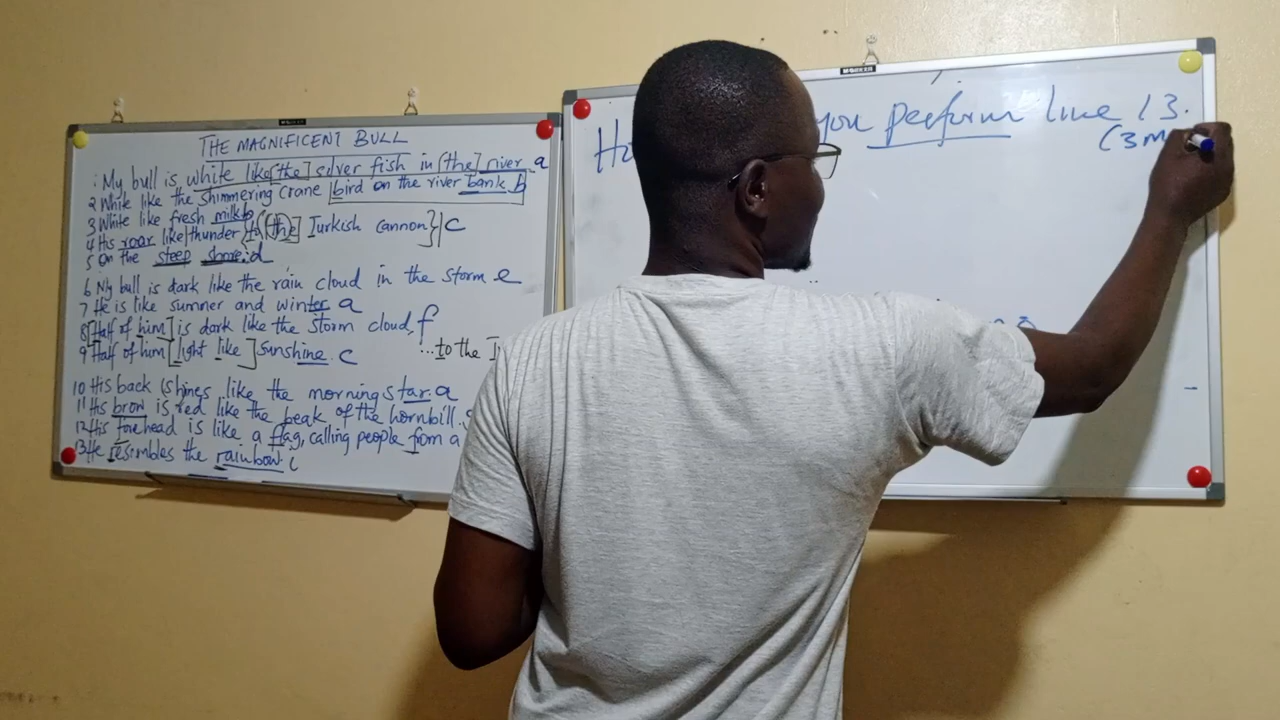 THE MAGNIFICENT BULL
1 My bull is white like [the] silver fish in [the] river a
2 White like the shimmering crane bird on the river bank b
3 White like fresh milk b
4 His roar like thunder to (the) Turkish cannon} c
5 On the steep shore. d
6 My bull is dark like the rain cloud in the storm e
7 He is like summer and winter a
8 [Half of him] is dark like the storm cloud, f
9 Half of him [light like] Sunshine. c
...to the
10 His back shines like the morning star. a
11 His brow is red like the beak of the hornbill.
12 His forehead is like a flag, calling people from a
13 He resimbles the rainbow. i
you perform line 13.
(3m